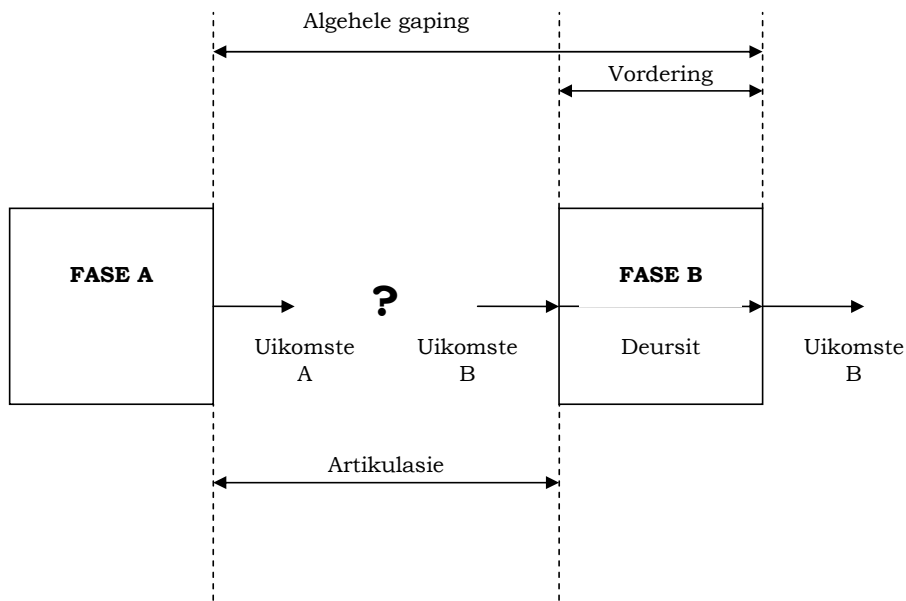 Algehele gaping
Vordering
FASE A
?
FASE B
Uikomste
A
Uikomste
B
Deursit
Uikomste
B
Artikulasie